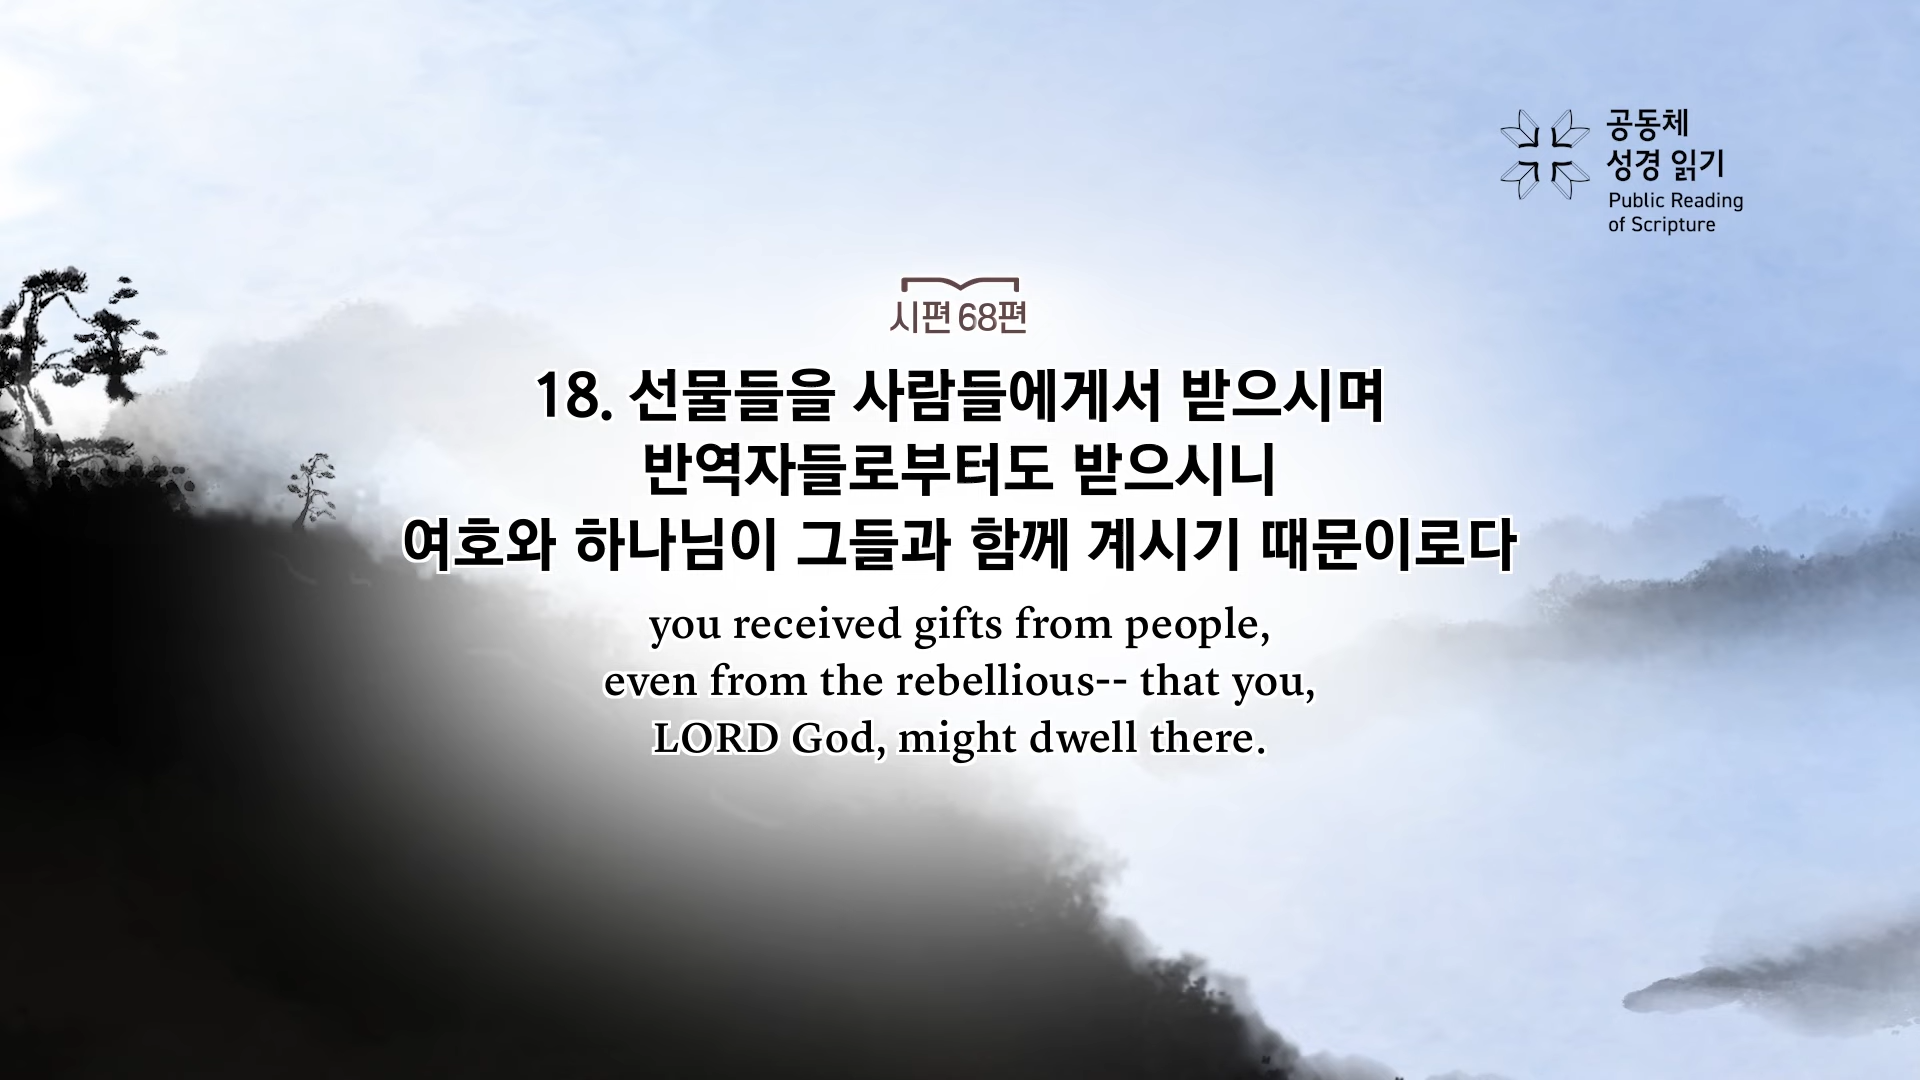 공동체
성경 읽기
Public Reading
of Scripture
시편 68편
18. 선물들을 사람들에게서 받으시며
반역자들로부터도 받으시니
여호와 하나님이 그들과 함께 계시기 때문이로다
you received gifts from people,
even from the rebellious-- that you,
LORD God, might dwell there.